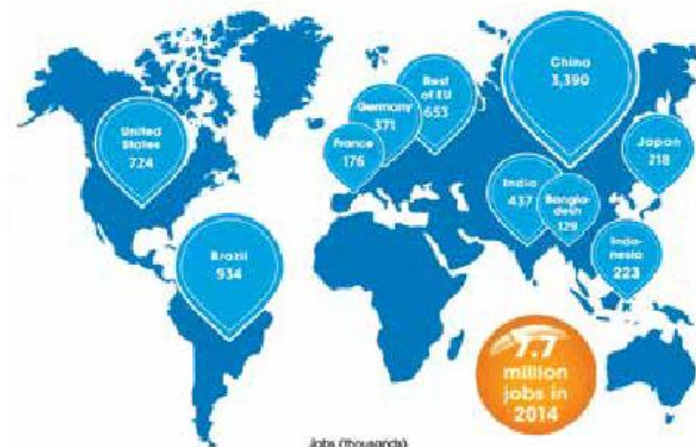 China
3,390
Rest
of EU
653
Germany
371
United
States
724
France
176
Japan
218
India
437
Bangla-
desh
129
Indo-
nesia
223
Brazil
934
7.7
million
jobs in
2014
Jobs (thousands)